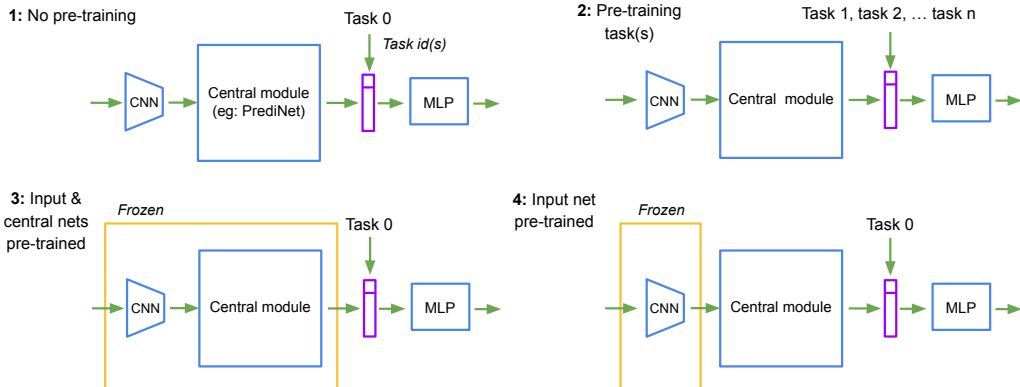 1: No pre-training
Task 0
Task id(s)
CNN
Central module
(eg: PrediNet)
MLP
2: Pre-training
task(s)
Task 1, task 2, … task n
CNN
Central module
MLP
3: Input &
central nets
pre-trained
Frozen
Task 0
CNN
Central module
MLP
4: Input net
pre-trained
Frozen
Task 0
CNN
Central module
MLP